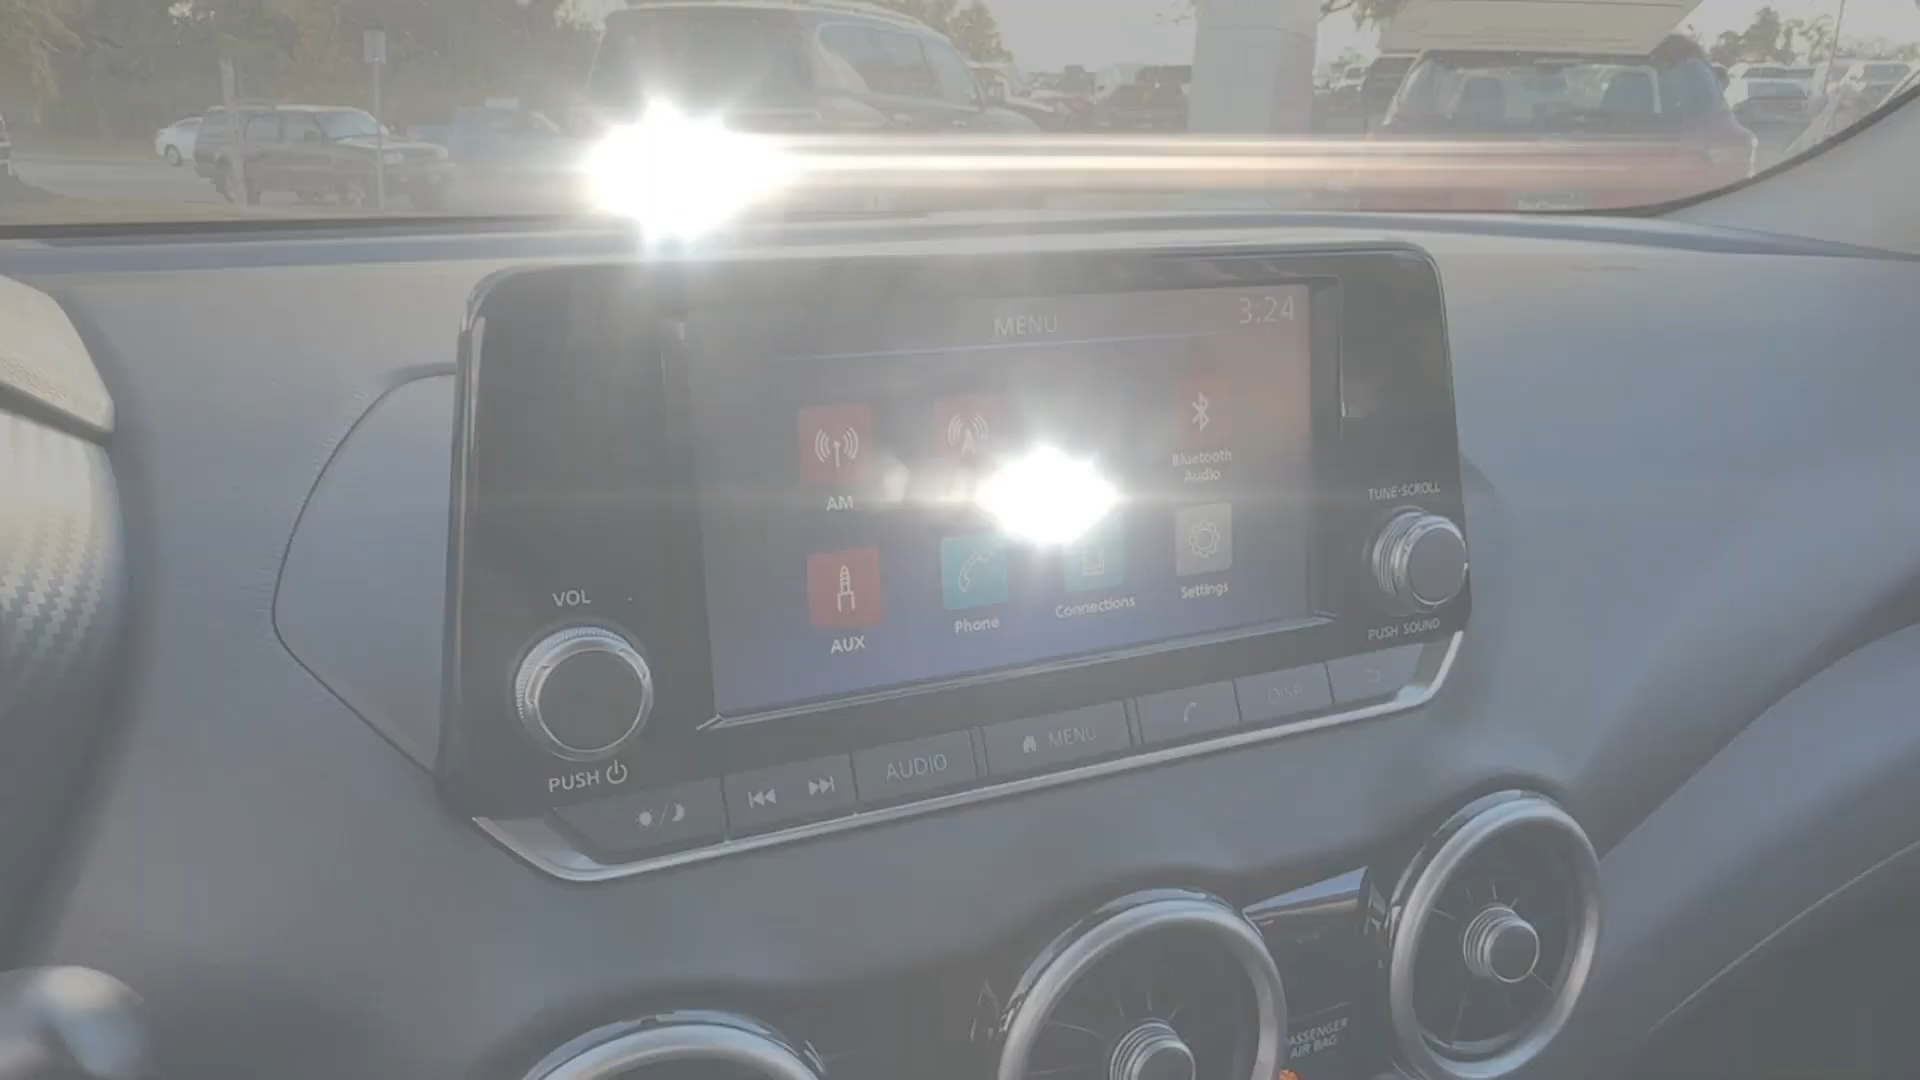 MENU
3:24
AM
Bluetooth
Audio
AUX
Phone
Connections
Settings
VOL
PUSH
TUNE·SCROLL
PUSH SOUND
AUDIO
MENU
DISP
PASSENGER
AIR BAG